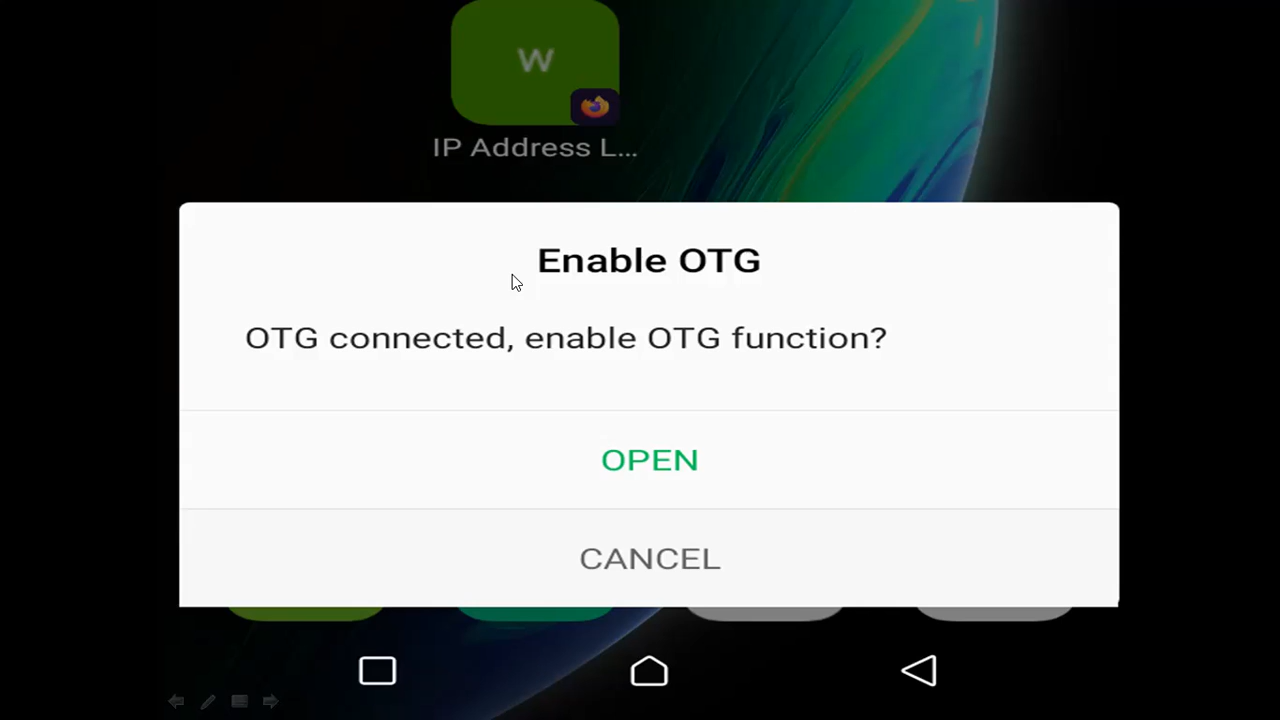 W
IP Address L...
Enable OTG
OTG connected, enable OTG function?
OPEN
CANCEL